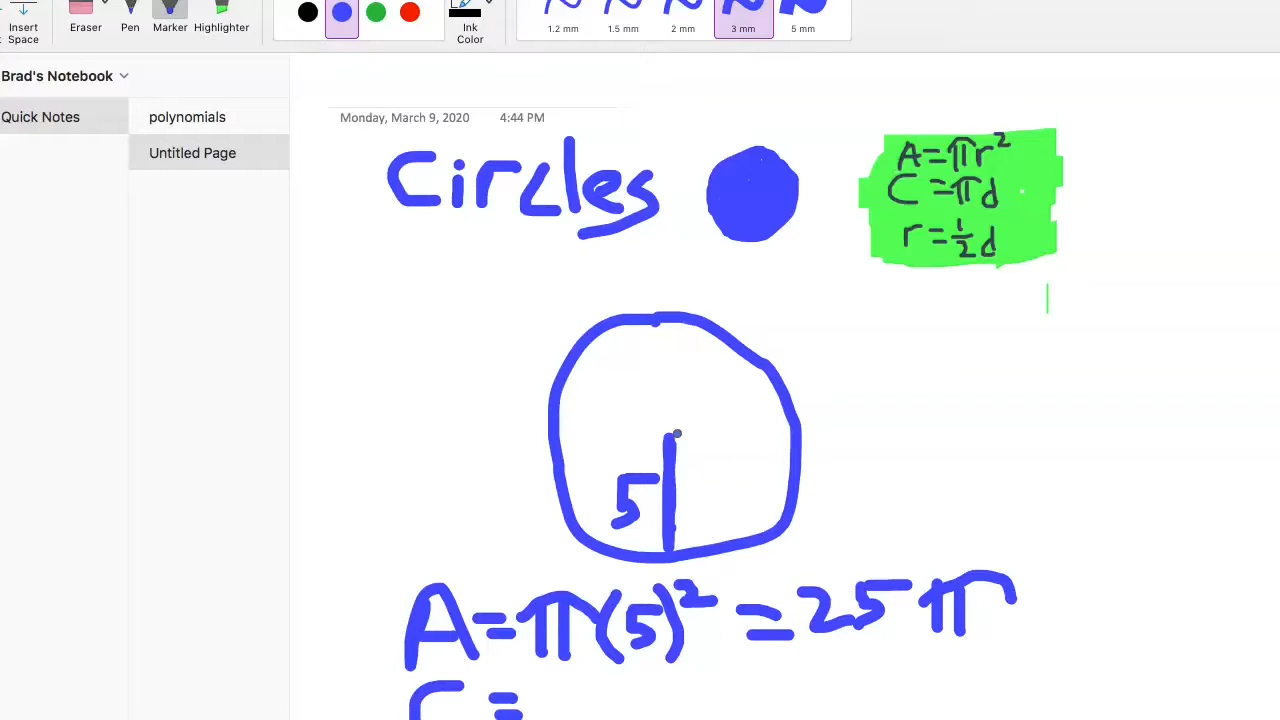 Insert Space
Eraser
Pen
Marker
Highlighter
Ink Color
1.2 mm
1.5 mm
2 mm
3 mm
5 mm
Brad's Notebook
Quick Notes
polynomials
Untitled Page
Monday, March 9, 2020 4:44 PM
Circles
A=πr²
C=πd
r=½d
5
A=π(5)²=25π
C=